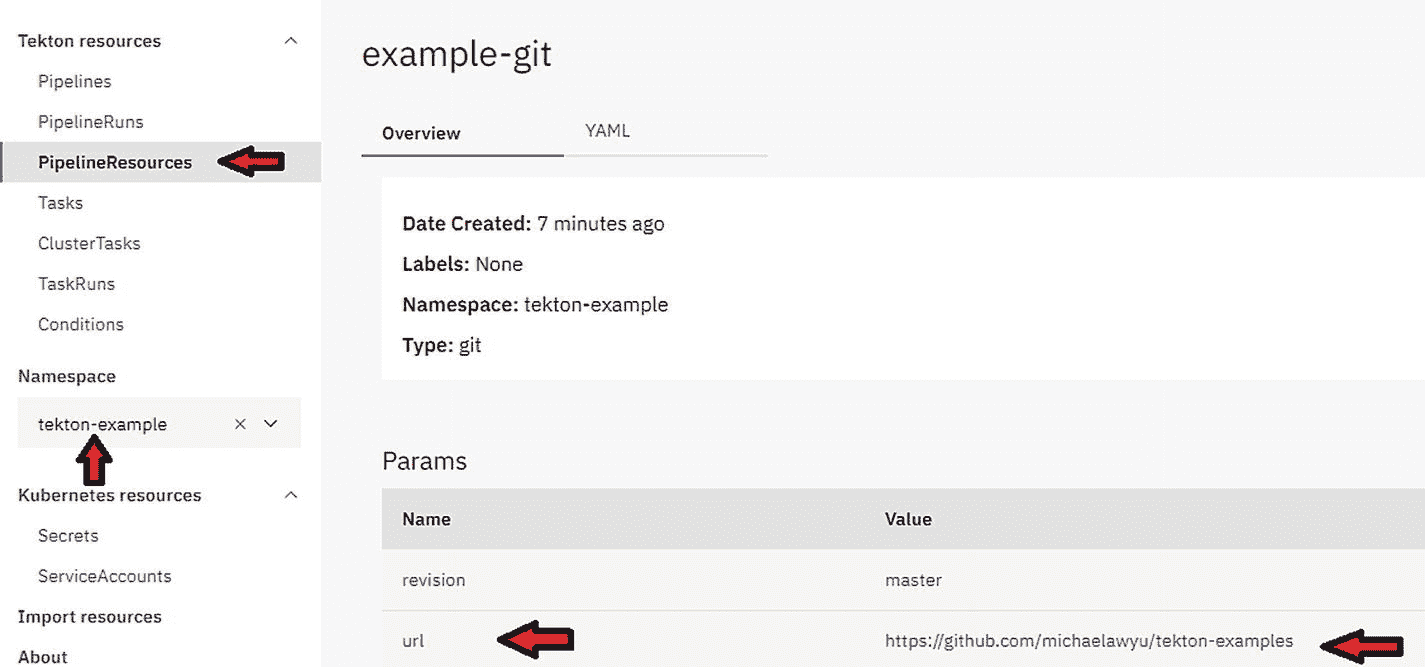 Tekton resources
Pipelines
PipelineRuns
PipelineResources
Tasks
ClusterTasks
TaskRuns
Conditions
Namespace
tekton-example
Kubernetes resources
Secrets
ServiceAccounts
Import resources
About
example-git
Overview YAML
Date Created: 7 minutes ago
Labels: None
Namespace: tekton-example
Type: git
Params
Name Value
revision master
url https://github.com/michaelawyu/tekton-examples